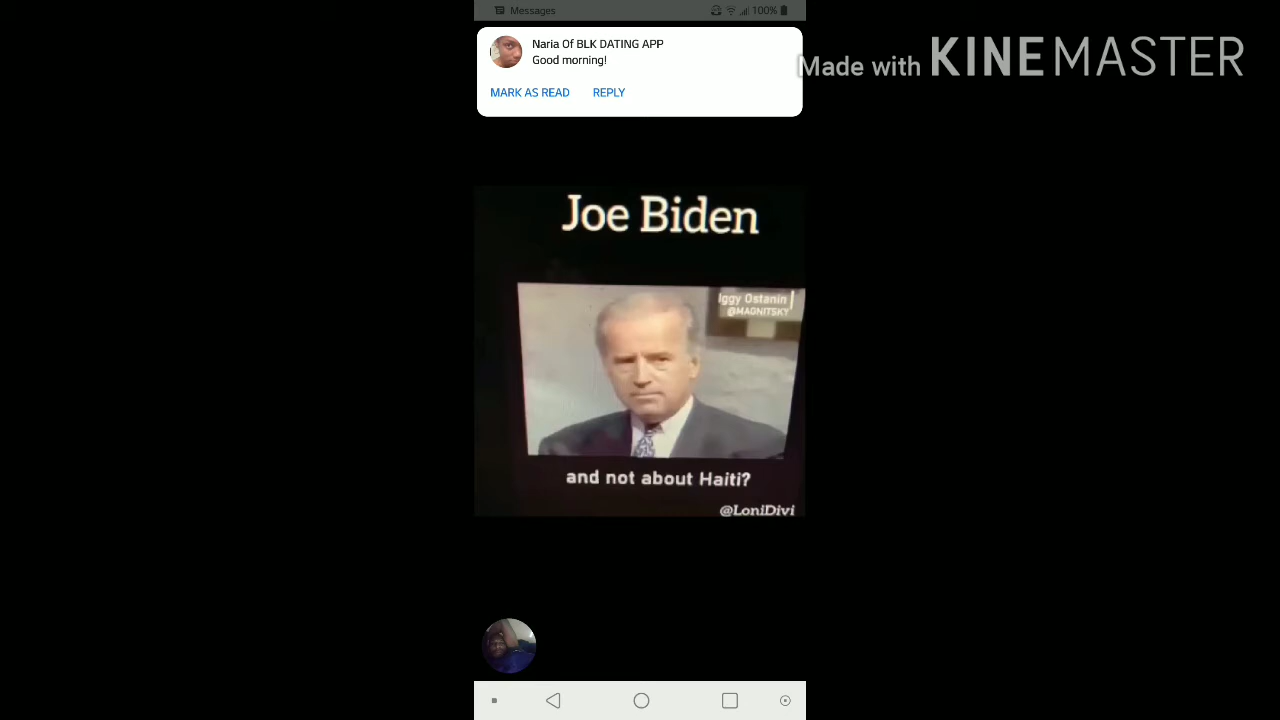 Messages
100%
Naria Of BLK DATING APP
Good morning!
MARK AS READ REPLY
Made with KINEMASTER
Joe Biden
Iggy Ostanin
@MAGNITSKY
and not about Haiti?
@LoniDivi